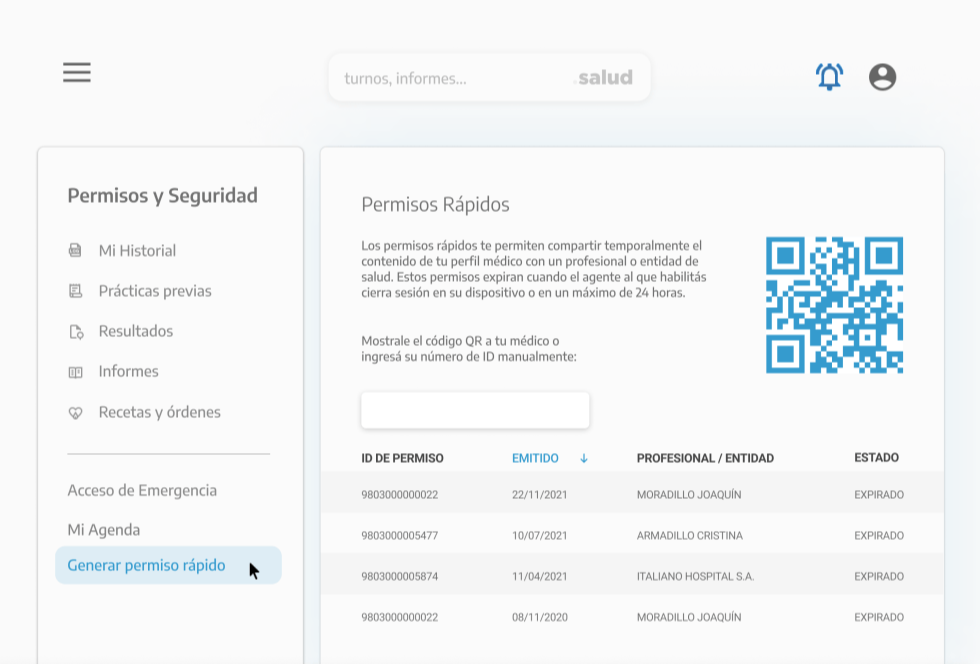 turnos, informes...
.salud
Permisos y Seguridad
Mi Historial
Prácticas previas
Resultados
Informes
Recetas y órdenes
Acceso de Emergencia
Mi Agenda
Generar permiso rápido
Permisos Rápidos
Los permisos rápidos te permiten compartir temporalmente el
contenido de tu perfil médico con un profesional o entidad de
salud. Estos permisos expiran cuando el agente al que habilitás
cierra sesión en su dispositivo o en un máximo de 24 horas.
Mostrale el código QR a tu médico o
ingresá su número de ID manualmente:
ID DE PERMISO EMITIDO ↓ PROFESIONAL / ENTIDAD ESTADO
9803000000022 22/11/2021 MORADILLO JOAQUÍN EXPIRADO
9803000005477 10/07/2021 ARMADILLO CRISTINA EXPIRADO
9803000005874 11/04/2021 ITALIANO HOSPITAL S.A. EXPIRADO
9803000000022 08/11/2020 MORADILLO JOAQUÍN EXPIRADO